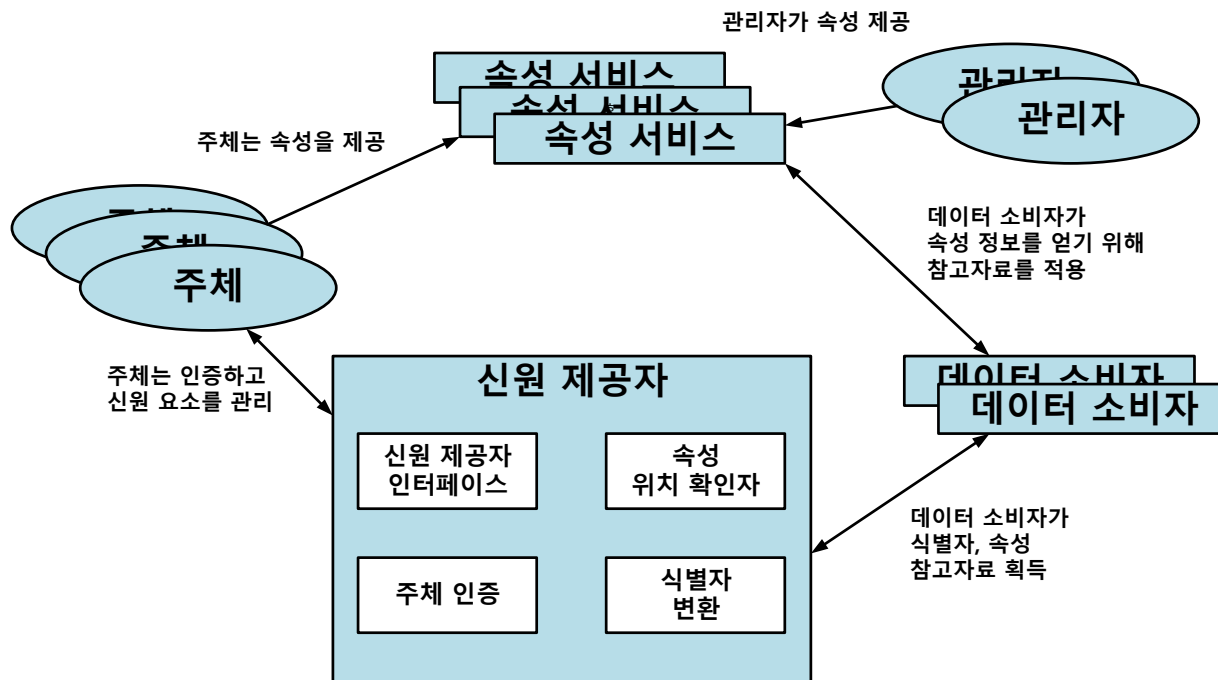 관리자가 속성 제공
속성 서비스
속성 서비스
속성 서비스
관리자
관리자
주체는 속성을 제공
주체
주체
주체
데이터 소비자가
속성 정보를 얻기 위해
참고자료를 적용
주체는 인증하고
신원 요소를 관리
신원 제공자
데이터 소비자
데이터 소비자
신원 제공자
인터페이스
속성
위치 확인자
데이터 소비자가
식별자, 속성
참고자료 획득
주체 인증
식별자
변환